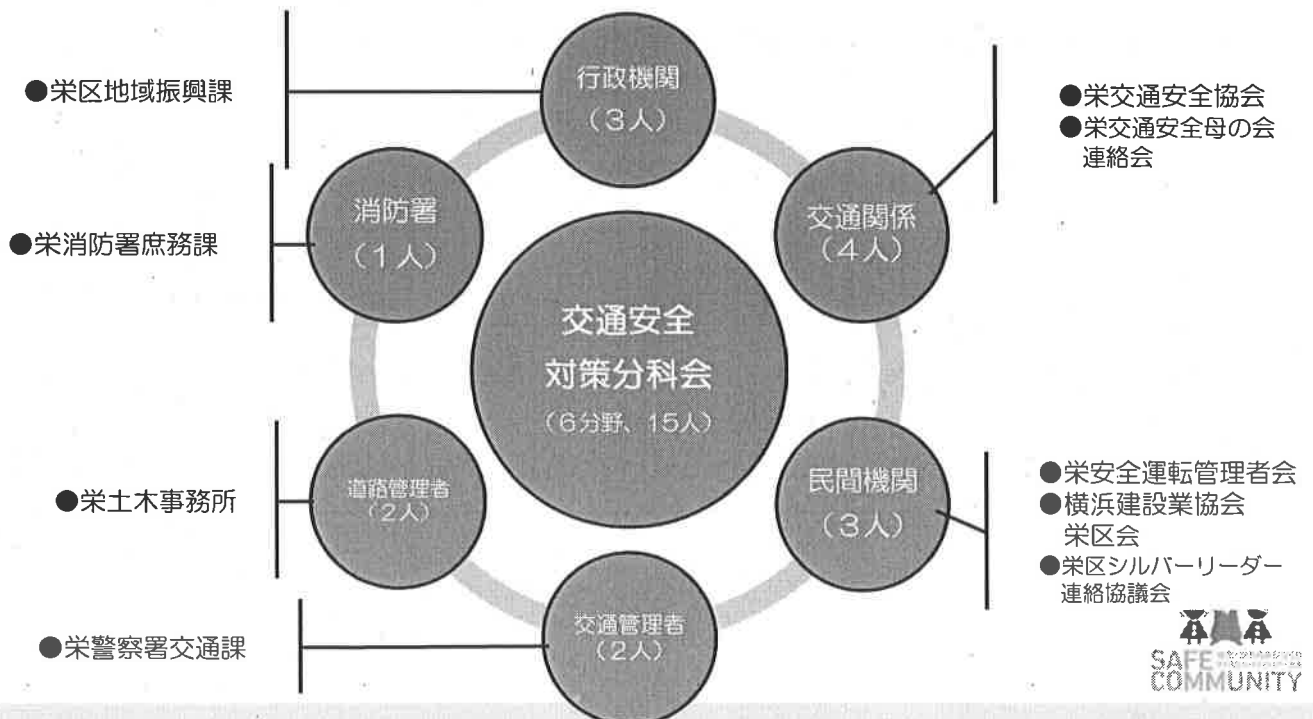 ●栄区地域振興課
行政機関
（3人）
●栄交通安全協会
●栄交通安全母の会
連絡会
消防署
（1人）
●栄消防署庶務課
交通関係
（4人）
交通安全
対策分科会
（6分野、15人）
道路管理者
（2人）
●栄土木事務所
民間機関
（3人）
●栄安全運転管理者会
●横浜建設業協会
栄区会
●栄区シルバーリーダー
連絡協議会
交通管理者
（2人）
●栄警察署交通課
SAFE
COMMUNITY